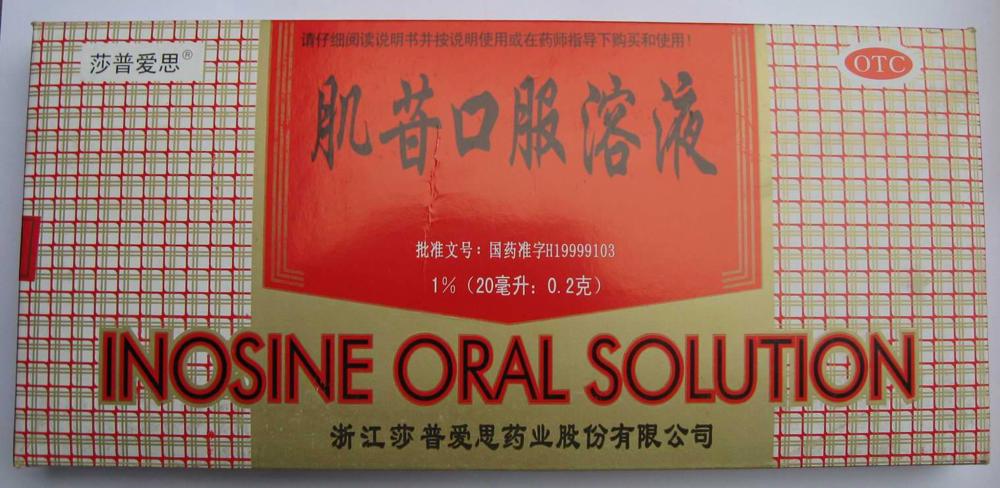 请仔细阅读说明书并按说明使用或在药师指导下购买和使用!
莎普爱思®
OTC
肌苷口服溶液
批准文号: 国药准字H19999103
1% (20毫升: 0.2克)
INOSINE ORAL SOLUTION
浙江莎普爱思药业股份有限公司